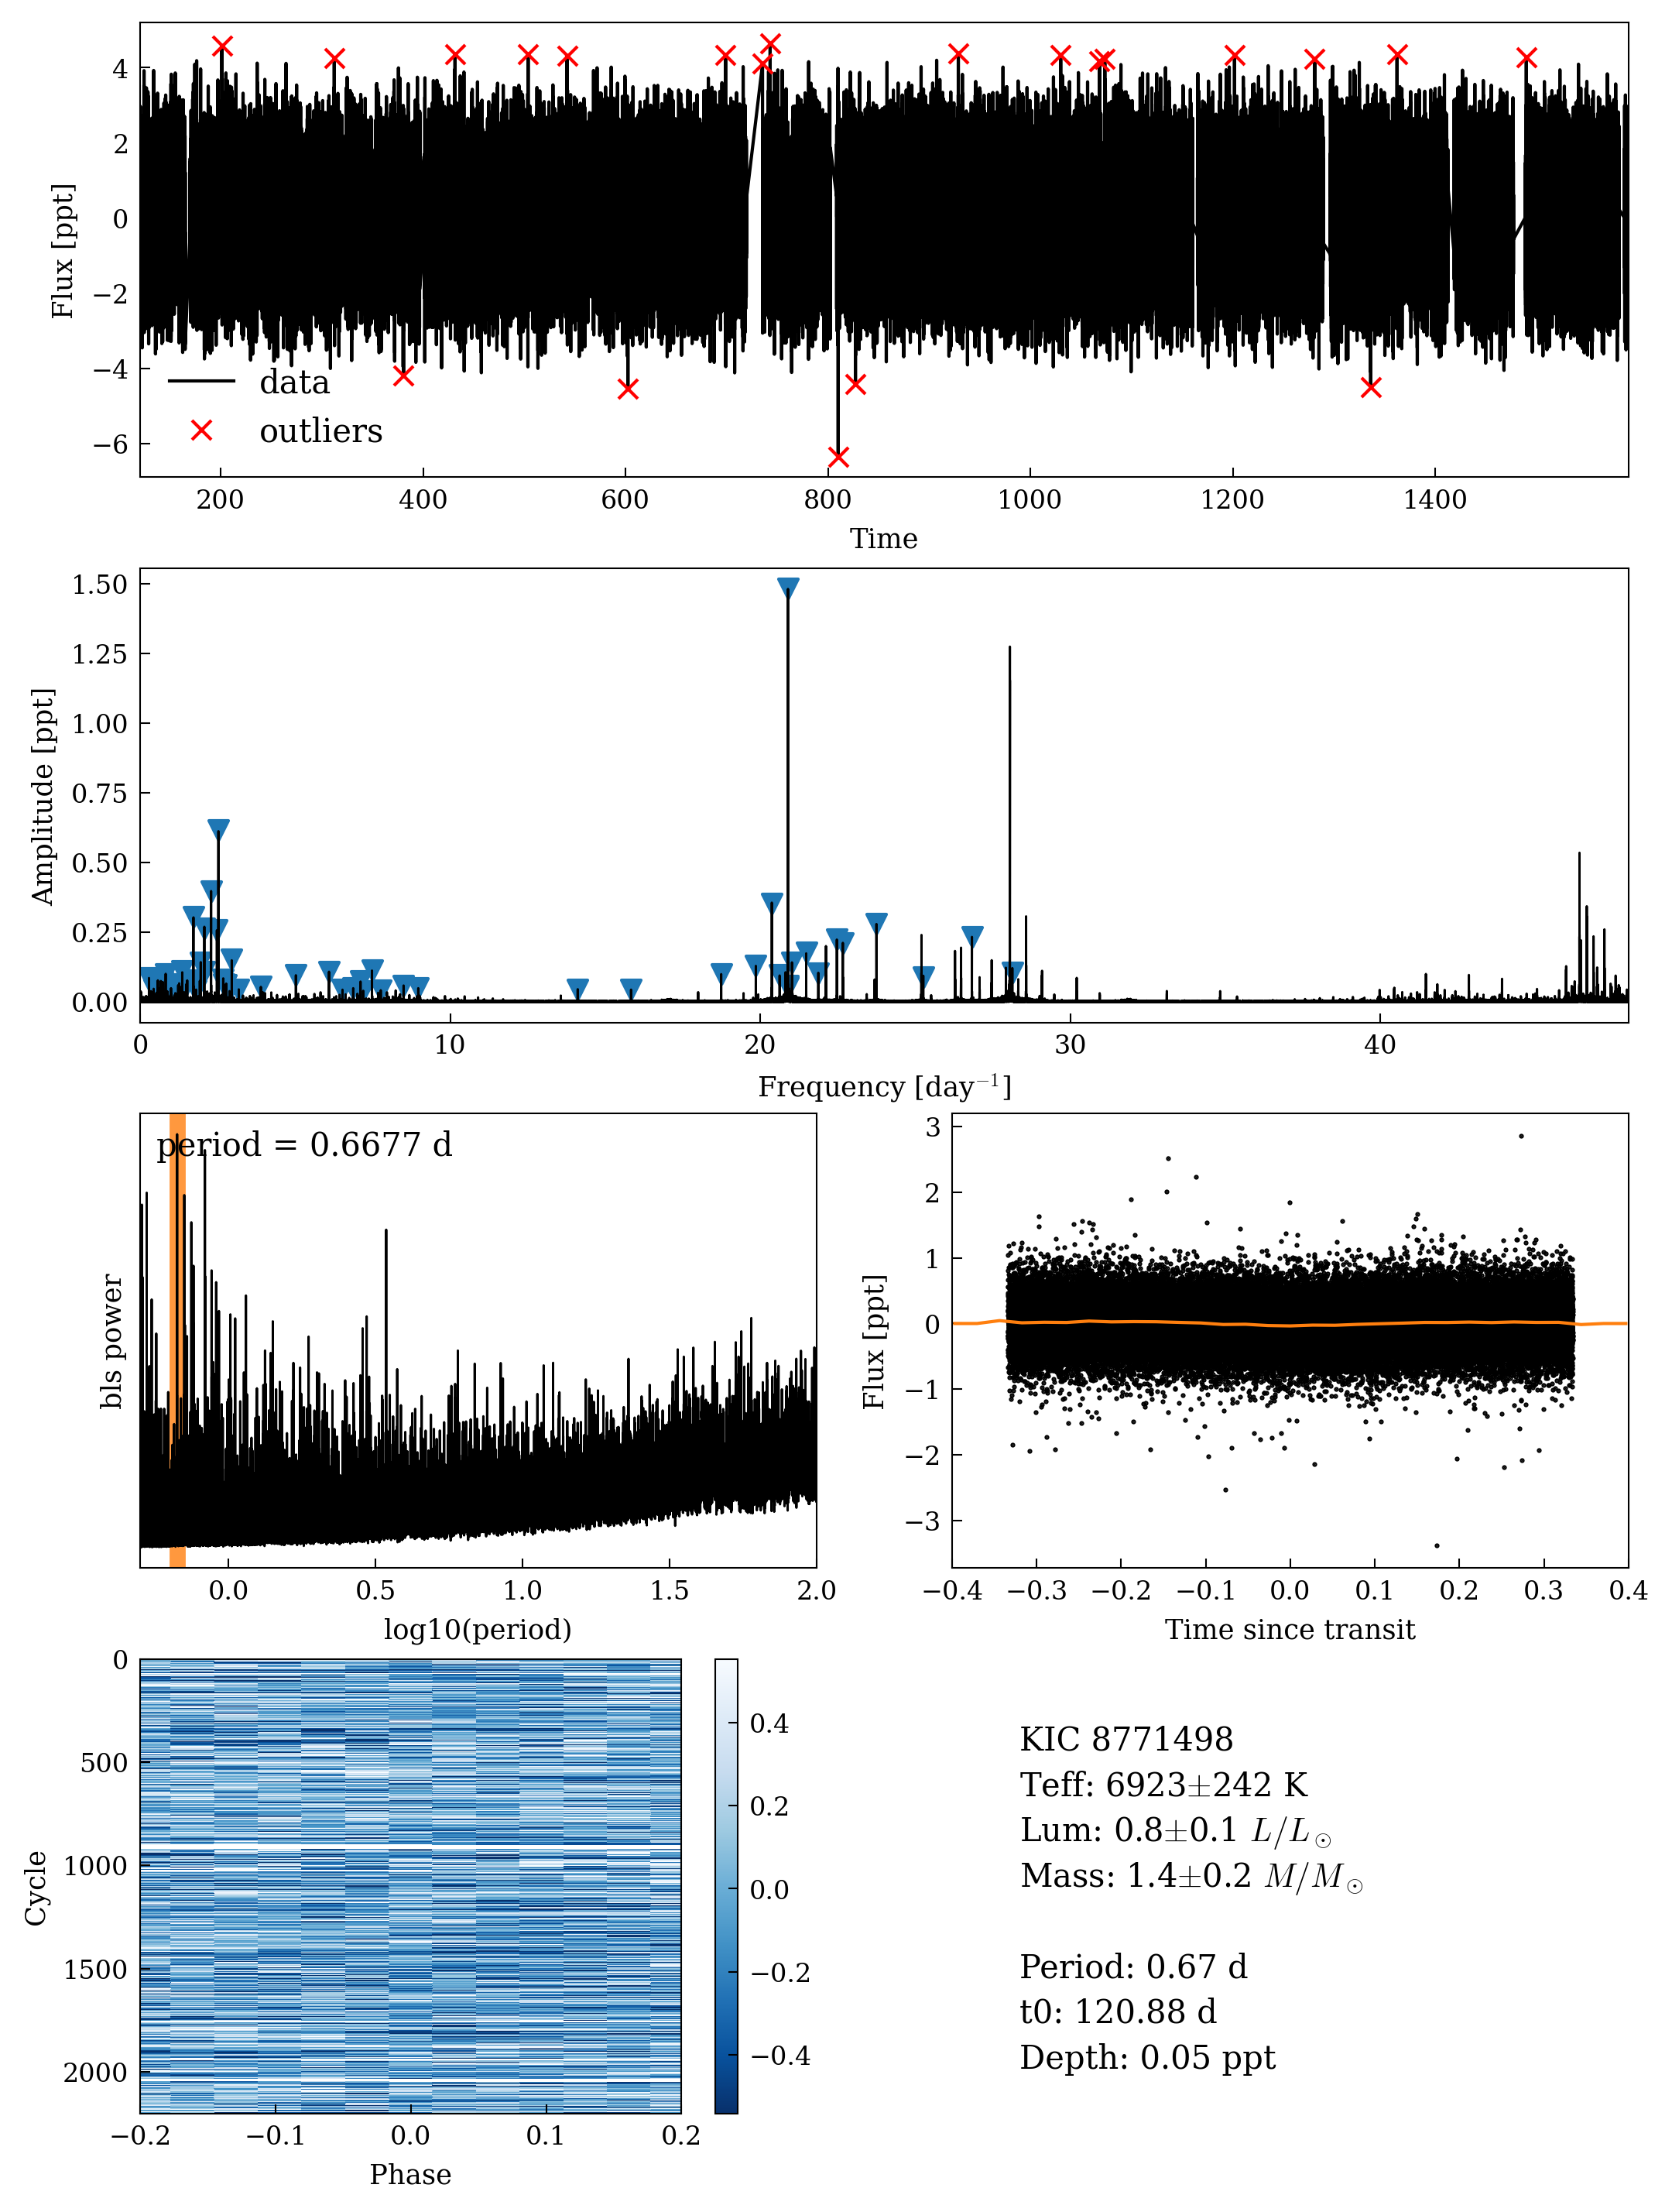 4
2
0
−2
−4
−6
Flux [ppt]
data
outliers
200 400 600 800 1000 1200 1400
Time
1.50
1.25
1.00
0.75
0.50
0.25
0.00
Amplitude [ppt]
0 10 20 30 40
Frequency [day⁻¹]
period = 0.6677 d
bls power
0.0 0.5 1.0 1.5 2.0
log10(period)
3
2
1
0
−1
−2
−3
Flux [ppt]
−0.4 −0.3 −0.2 −0.1 0.0 0.1 0.2 0.3 0.4
Time since transit
0
500
1000
1500
2000
Cycle
−0.2 −0.1 0.0 0.1 0.2
Phase
0.4
0.2
0.0
−0.2
−0.4
KIC 8771498
Teff: 6923±242 K
Lum: 0.8±0.1 L/L⊙
Mass: 1.4±0.2 M/M⊙
Period: 0.67 d
t0: 120.88 d
Depth: 0.05 ppt